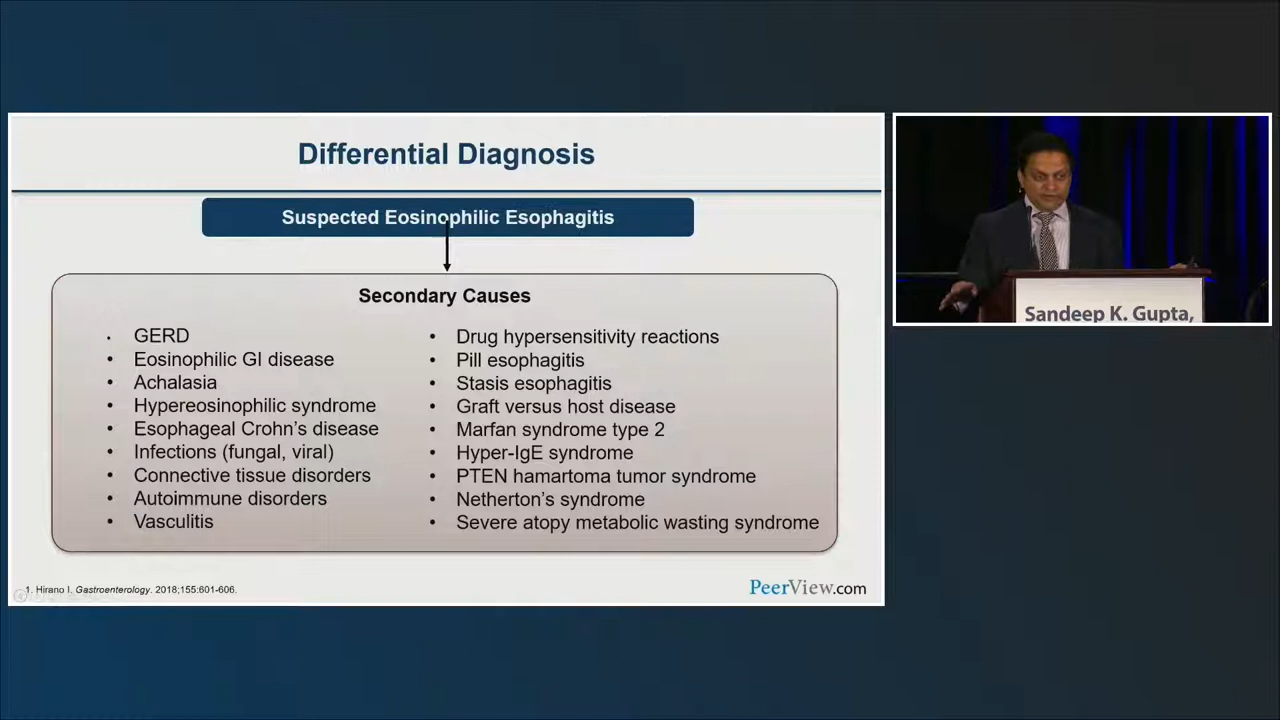 Differential Diagnosis
Suspected Eosinophilic Esophagitis
Secondary Causes
• GERD
• Eosinophilic GI disease
• Achalasia
• Hypereosinophilic syndrome
• Esophageal Crohn's disease
• Infections (fungal, viral)
• Connective tissue disorders
• Autoimmune disorders
• Vasculitis
• Drug hypersensitivity reactions
• Pill esophagitis
• Stasis esophagitis
• Graft versus host disease
• Marfan syndrome type 2
• Hyper-IgE syndrome
• PTEN hamartoma tumor syndrome
• Netherton's syndrome
• Severe atopy metabolic wasting syndrome
1. Hirano I. Gastroenterology. 2018;155:601-606.
PeerView.com
Sandeep K. Gupta,